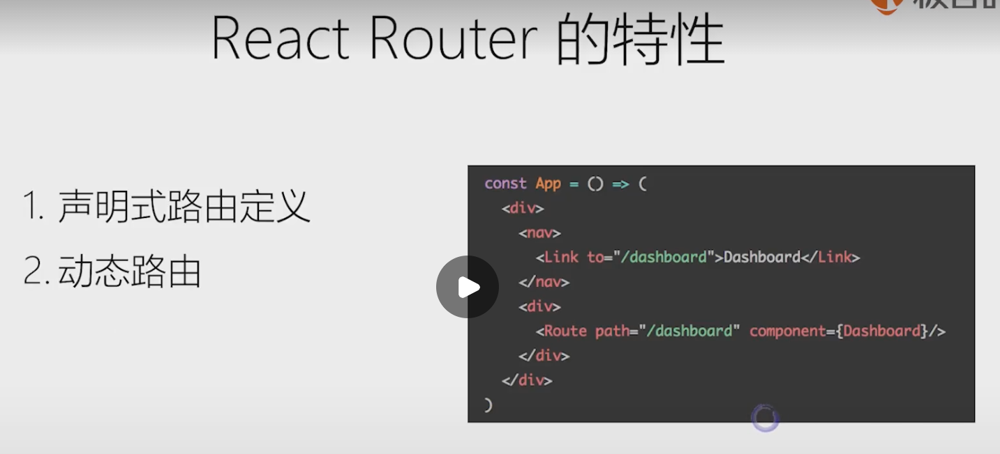 React Router 的特性
1. 声明式路由定义
2. 动态路由
const App = () => (
<div>
<nav>
<Link to="/dashboard">Dashboard</Link>
</nav>
<div>
<Route path="/dashboard" component={Dashboard}/>
</div>
</div>
)